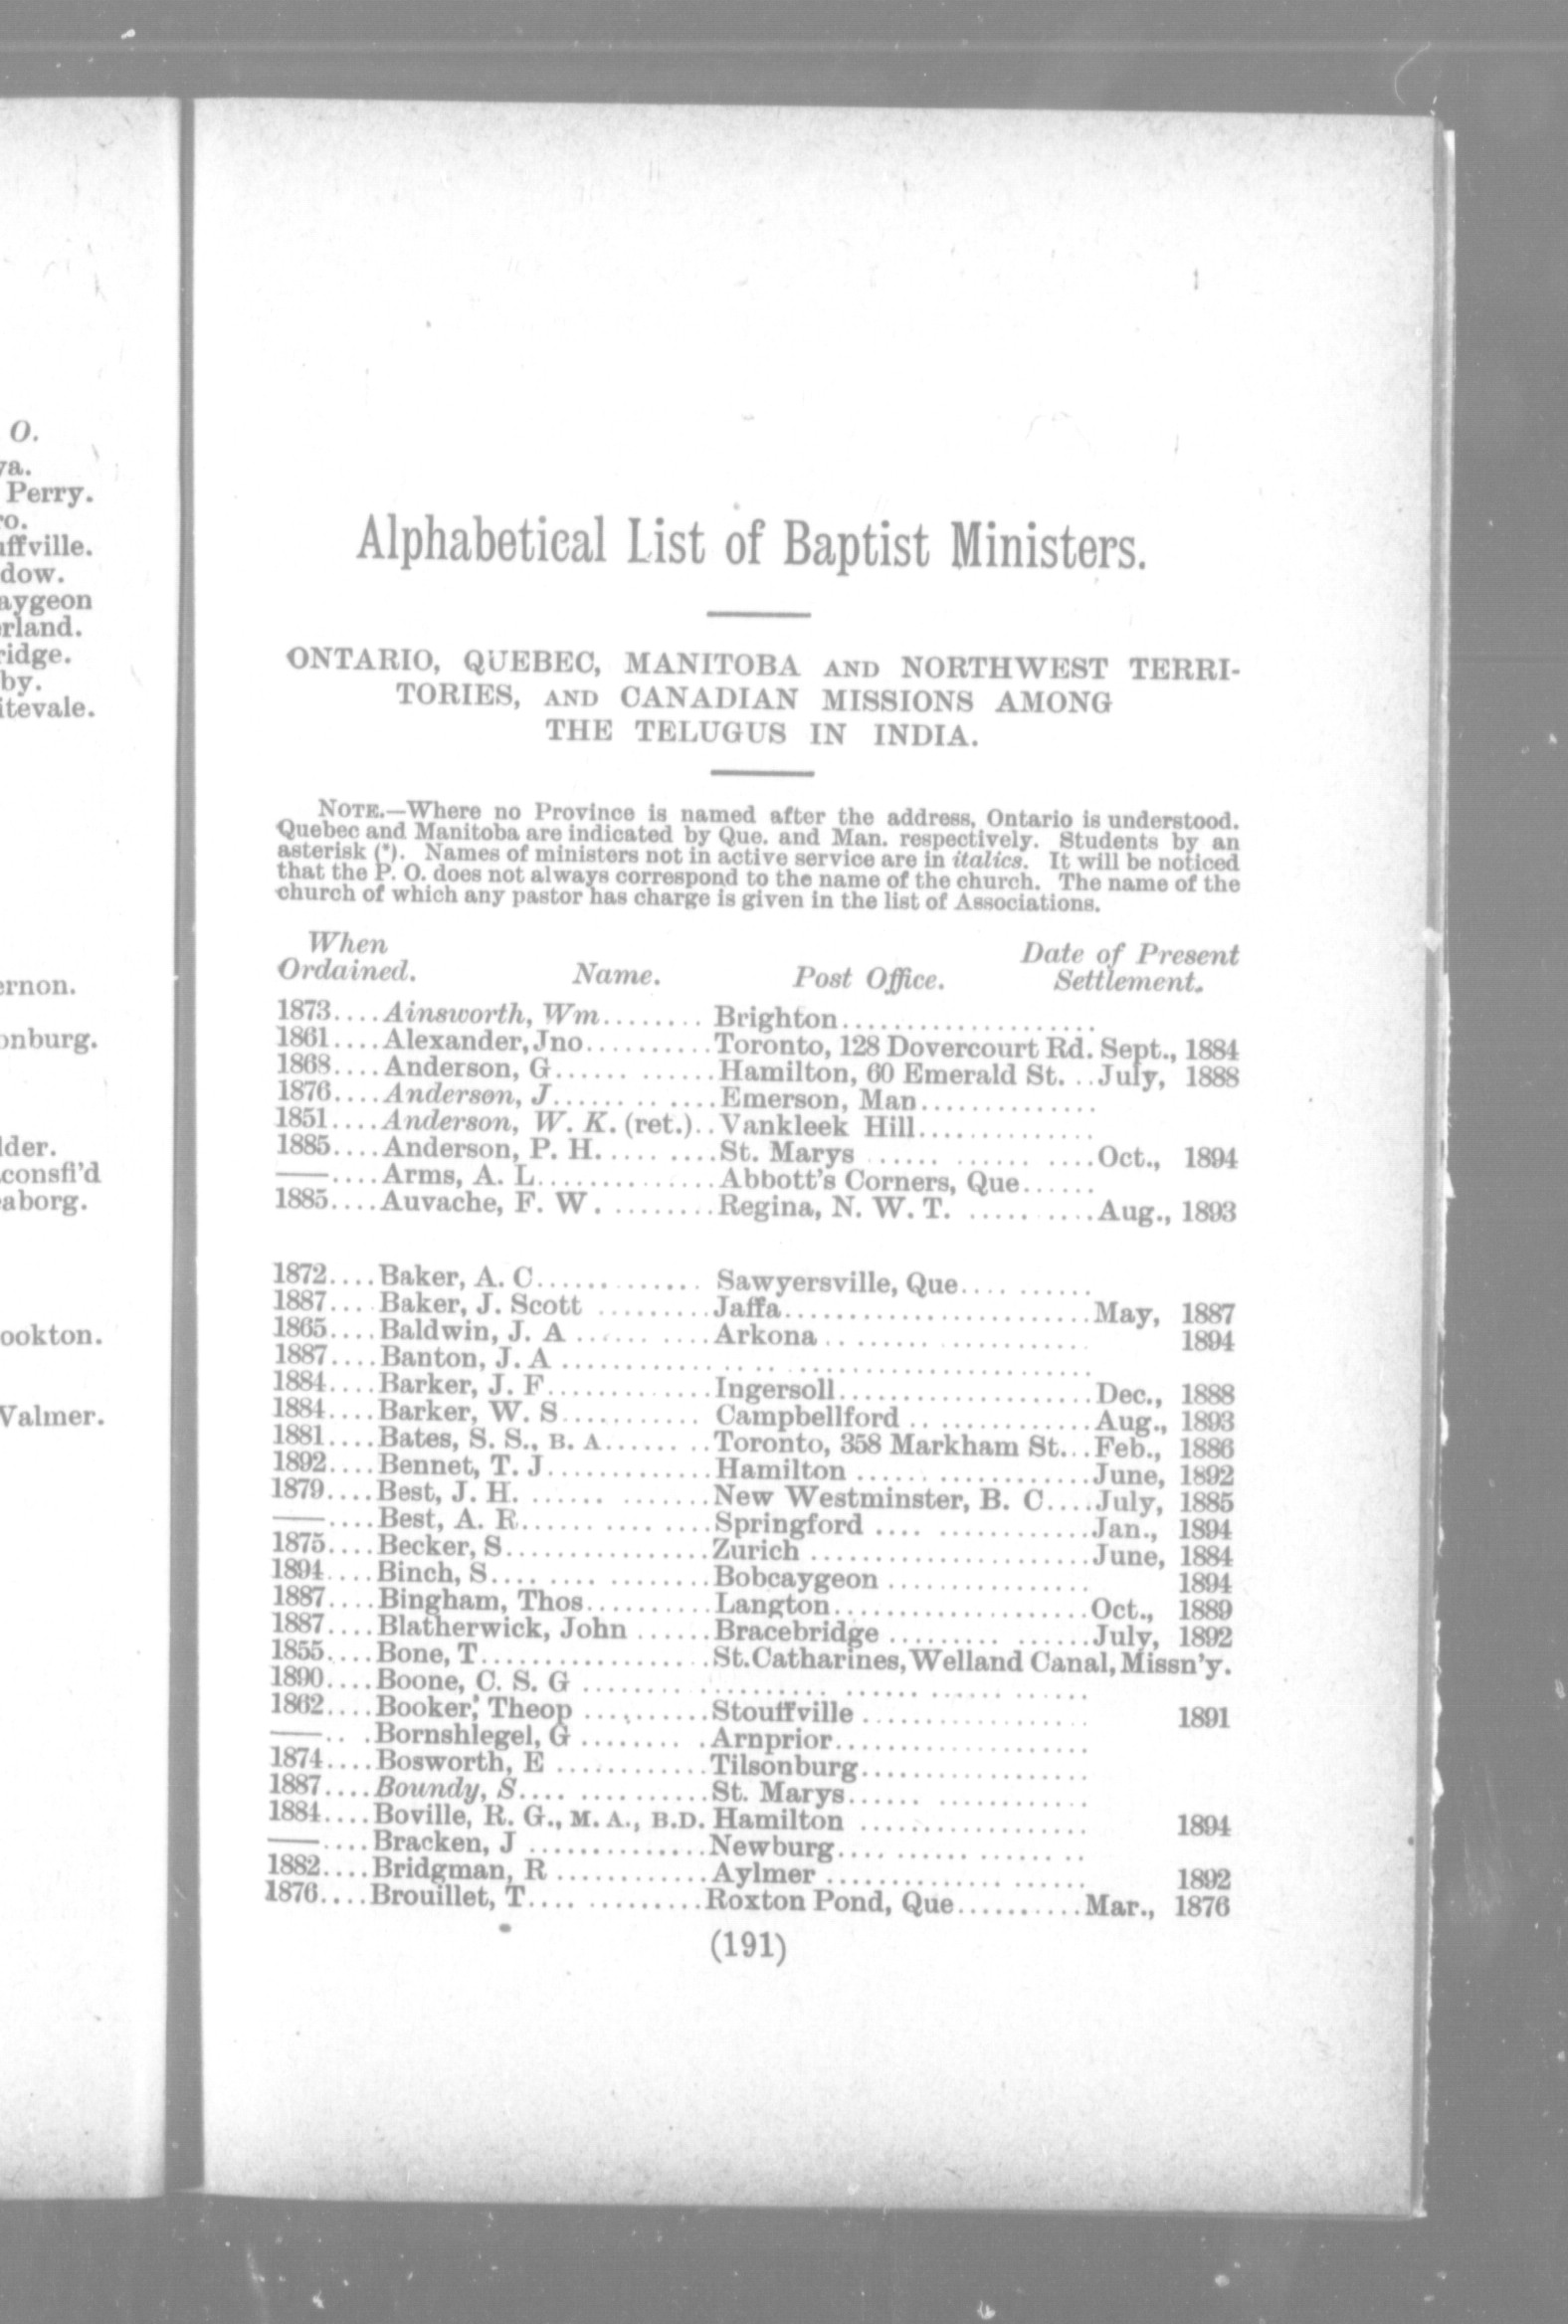 O.
va.
Perry.
ro.
uffville.
dow.
aygeon
erland.
ridge.
by.
itevale.
ernon.
onburg.
lder.
consfi'd
eaborg.
ookton.
Valmer.
Alphabetical List of Baptist Ministers.
ONTARIO, QUEBEC, MANITOBA AND NORTHWEST TERRI-
TORIES, AND CANADIAN MISSIONS AMONG
THE TELUGUS IN INDIA.
NOTE.—Where no Province is named after the address, Ontario is understood.
Quebec and Manitoba are indicated by Que. and Man. respectively. Students by an
asterisk (*). Names of ministers not in active service are in italics. It will be noticed
that the P. O. does not always correspond to the name of the church. The name of the
church of which any pastor has charge is given in the list of Associations.
When Date of Present
Ordained. Name. Post Office. Settlement.
1873....Ainsworth, Wm........ Brighton....................
1861....Alexander, Jno..........Toronto, 128 Dovercourt Rd. Sept., 1884
1868....Anderson, G...... ......Hamilton, 60 Emerald St. ..July, 1888
1876....Anderson, J...... .. ....Emerson, Man..............
1851....Anderson, W. K. (ret.)..Vankleek Hill..............
1885....Anderson, P. H..... ....St. Marys ...... ...... ....Oct., 1894
——....Arms, A. L..............Abbott's Corners, Que......
1885....Auvache, F. W. ........Regina, N. W. T. ..... .....Aug., 1893
1872....Baker, A. C...... ...... Sawyersville, Que.... ......
1887....Baker, J. Scott .........Jaffa........................May, 1887
1865....Baldwin, J. A ... .. .....Arkona .. ...... ............ 1894
1887....Banton, J. A ............... .. .. .......................
1884....Barker, J. F..............Ingersoll....................Dec., 1888
1884....Barker, W. S........... Campbellford .. .............Aug., 1893
1881....Bates, S. S., B. A........Toronto, 358 Markham St...Feb., 1886
1892....Bennet, T. J.............Hamilton ...... ............June, 1892
1879....Best, J. H. ...... .......New Westminster, B. C....July, 1885
——....Best, A. R...... .... ....Springford .... ............Jan., 1894
1875....Becker, S................Zurich ......................June, 1884
1894....Binch, S.... .... ........Bobcaygeon ................ 1894
1887....Bingham, Thos..........Langton....................Oct., 1889
1887....Blatherwick, John ......Bracebridge ......... ......July, 1892
1855....Bone, T..................St. Catharines, Welland Canal, Missn'y.
1890....Boone, C. S. G ........ .......... ...... ...... ......
1862....Booker, Theop ..........Stouffville .................. 1891
——.. .Bornshlegel, G ........ .Arnprior....................
1874....Bosworth, E ............Tilsonburg..................
1887....Boundy, S.... ..........St. Marys...... ............
1884....Boville, R. G., M. A., B.D. Hamilton .................. 1894
——....Bracken, J ..............Newburg.... ...... ...... ..
1882....Bridgman, R ............Aylmer .............. ...... 1892
1876....Brouillet, T.... .........Roxton Pond, Que..........Mar., 1876
(191)